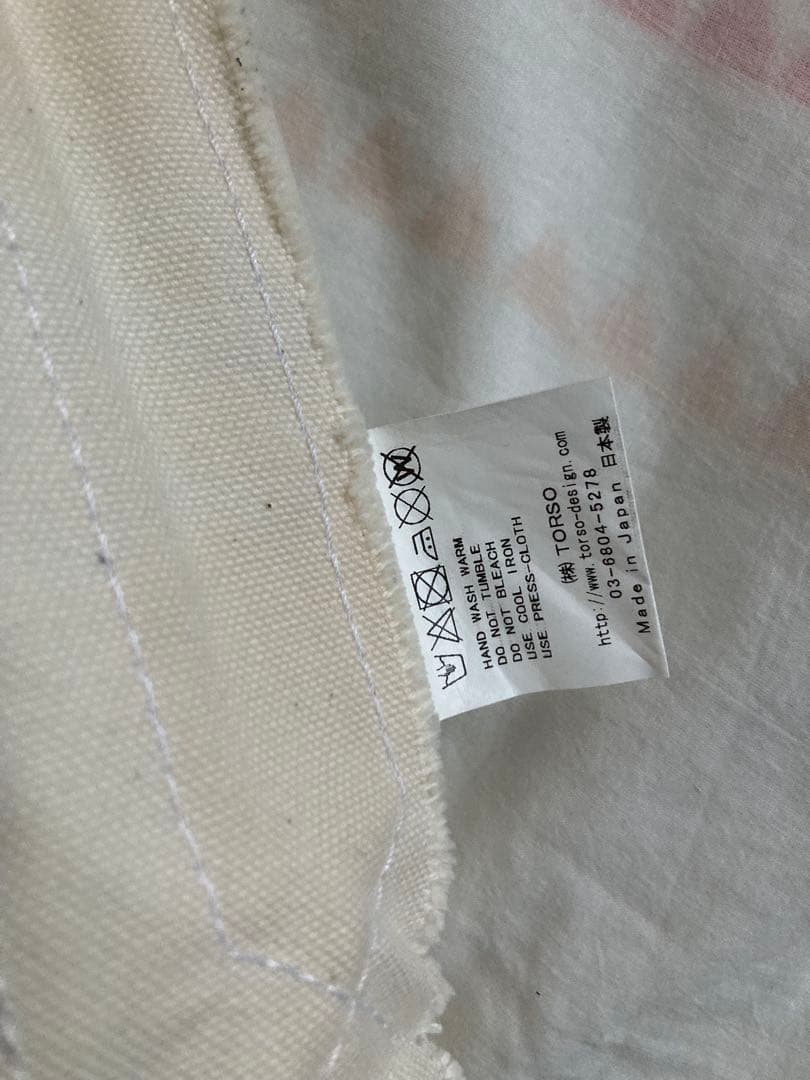 HAND WASH WARM
DO NOT TUMBLE
DO NOT BLEACH
USE COOL IRON
USE PRESS-CLOTH
(株)TORSO
http://www.torso-design.com
03-6804-5278
Made in Japan 日本製